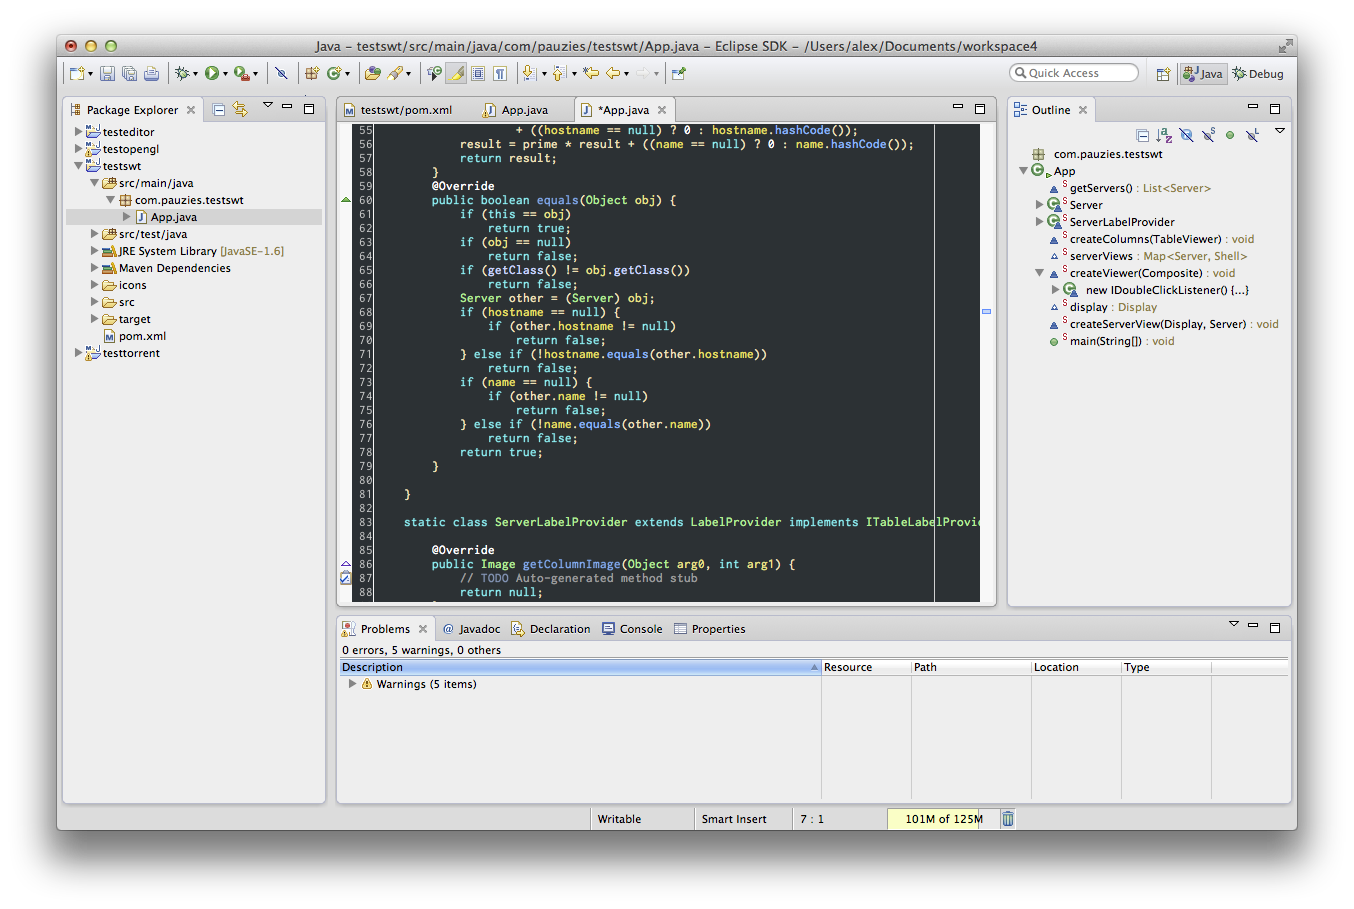 Java – testswt/src/main/java/com/pauzies/testswt/App.java – Eclipse SDK – /Users/alex/Documents/workspace4
Quick Access
Java
Debug
Package Explorer
testeditor
testopengl
testswt
src/main/java
com.pauzies.testswt
App.java
src/test/java
JRE System Library [JavaSE-1.6]
Maven Dependencies
icons
src
target
pom.xml
testtorrent
testswt/pom.xml
App.java
*App.java
55 + ((hostname == null) ? 0 : hostname.hashCode());
56 result = prime * result + ((name == null) ? 0 : name.hashCode());
57 return result;
58 }
59 @Override
60 public boolean equals(Object obj) {
61 if (this == obj)
62 return true;
63 if (obj == null)
64 return false;
65 if (getClass() != obj.getClass())
66 return false;
67 Server other = (Server) obj;
68 if (hostname == null) {
69 if (other.hostname != null)
70 return false;
71 } else if (!hostname.equals(other.hostname))
72 return false;
73 if (name == null) {
74 if (other.name != null)
75 return false;
76 } else if (!name.equals(other.name))
77 return false;
78 return true;
79 }
80
81 }
82
83 static class ServerLabelProvider extends LabelProvider implements ITableLabelProvi
84
85 @Override
86 public Image getColumnImage(Object arg0, int arg1) {
87 // TODO Auto-generated method stub
88 return null;
Outline
com.pauzies.testswt
App
getServers() : List<Server>
Server
ServerLabelProvider
createColumns(TableViewer) : void
serverViews : Map<Server, Shell>
createViewer(Composite) : void
new IDoubleClickListener() {...}
display : Display
createServerView(Display, Server) : void
main(String[]) : void
Problems
@ Javadoc
Declaration
Console
Properties
0 errors, 5 warnings, 0 others
Description Resource Path Location Type
Warnings (5 items)
Writable Smart Insert 7 : 1 101M of 125M